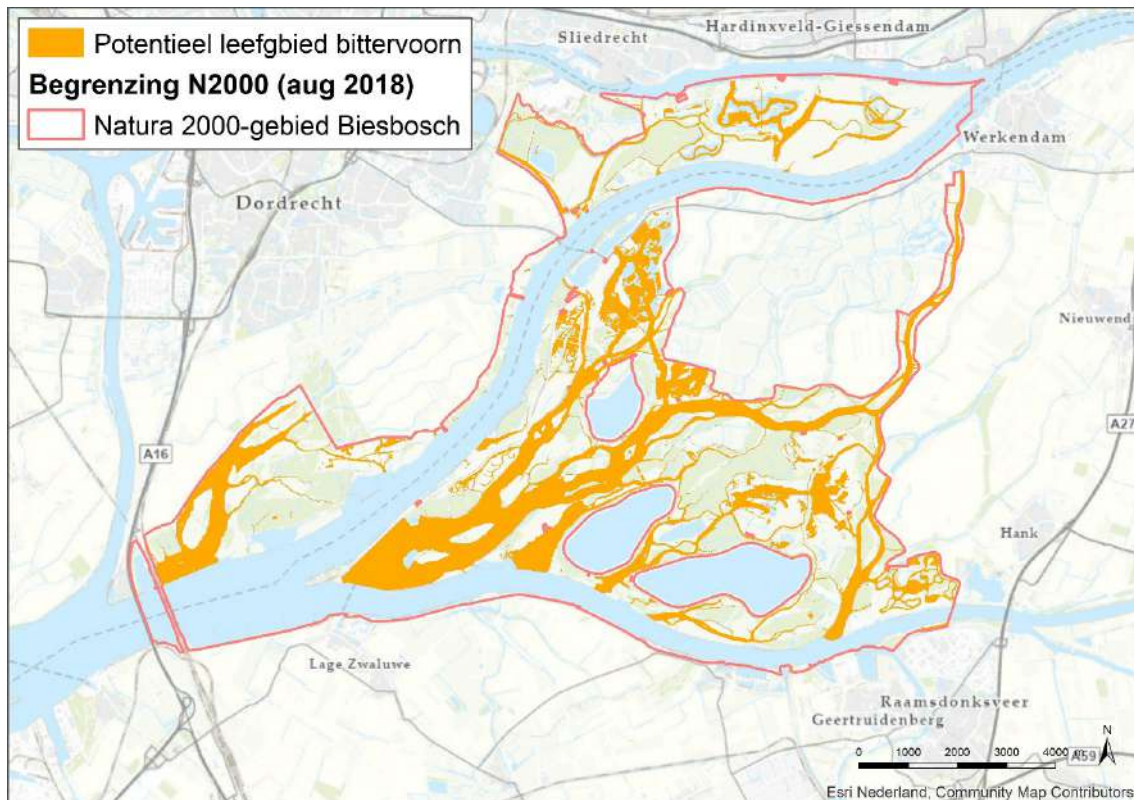 Potentieel leefgbied bittervoorn
Begrenzing N2000 (aug 2018)
Natura 2000-gebied Biesbosch
Hardinxveld-Giessendam
Sliedrecht
Werkendam
Dordrecht
Nieuwend
A27
A16
Hank
Lage Zwaluwe
Raamsdonksveer
Geertruidenberg
N
0 1000 2000 3000 4000 m
A59
Esri Nederland, Community Map Contributors